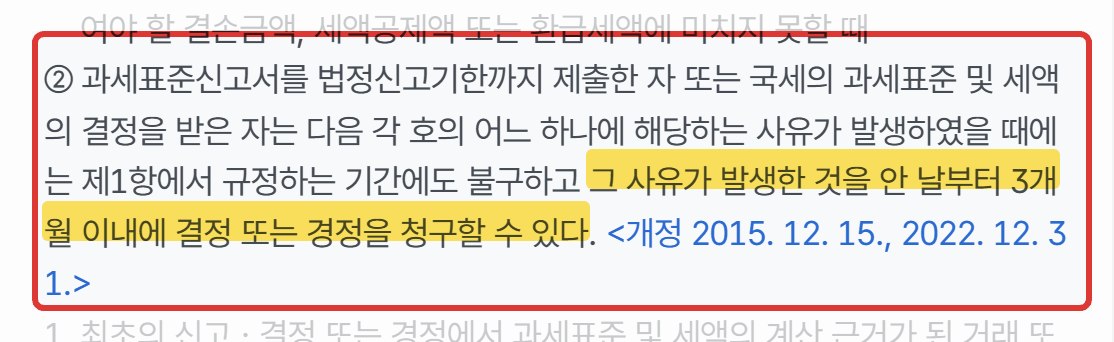 여야 할 결손금액, 세액공제액 또는 환급세액에 미치지 못할 때
② 과세표준신고서를 법정신고기한까지 제출한 자 또는 국세의 과세표준 및 세액
의 결정을 받은 자는 다음 각 호의 어느 하나에 해당하는 사유가 발생하였을 때에
는 제1항에서 규정하는 기간에도 불구하고 그 사유가 발생한 것을 안 날부터 3개
월 이내에 결정 또는 경정을 청구할 수 있다. <개정 2015. 12. 15., 2022. 12. 3
1.>
1. 최초의 신고ㆍ결정 또는 경정에서 과세표준 및 세액의 계산 근거가 된 거래 또